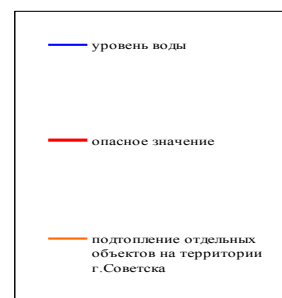 уровень воды
опасное значение
подтопление отдельных
объектов на территории
г.Советска